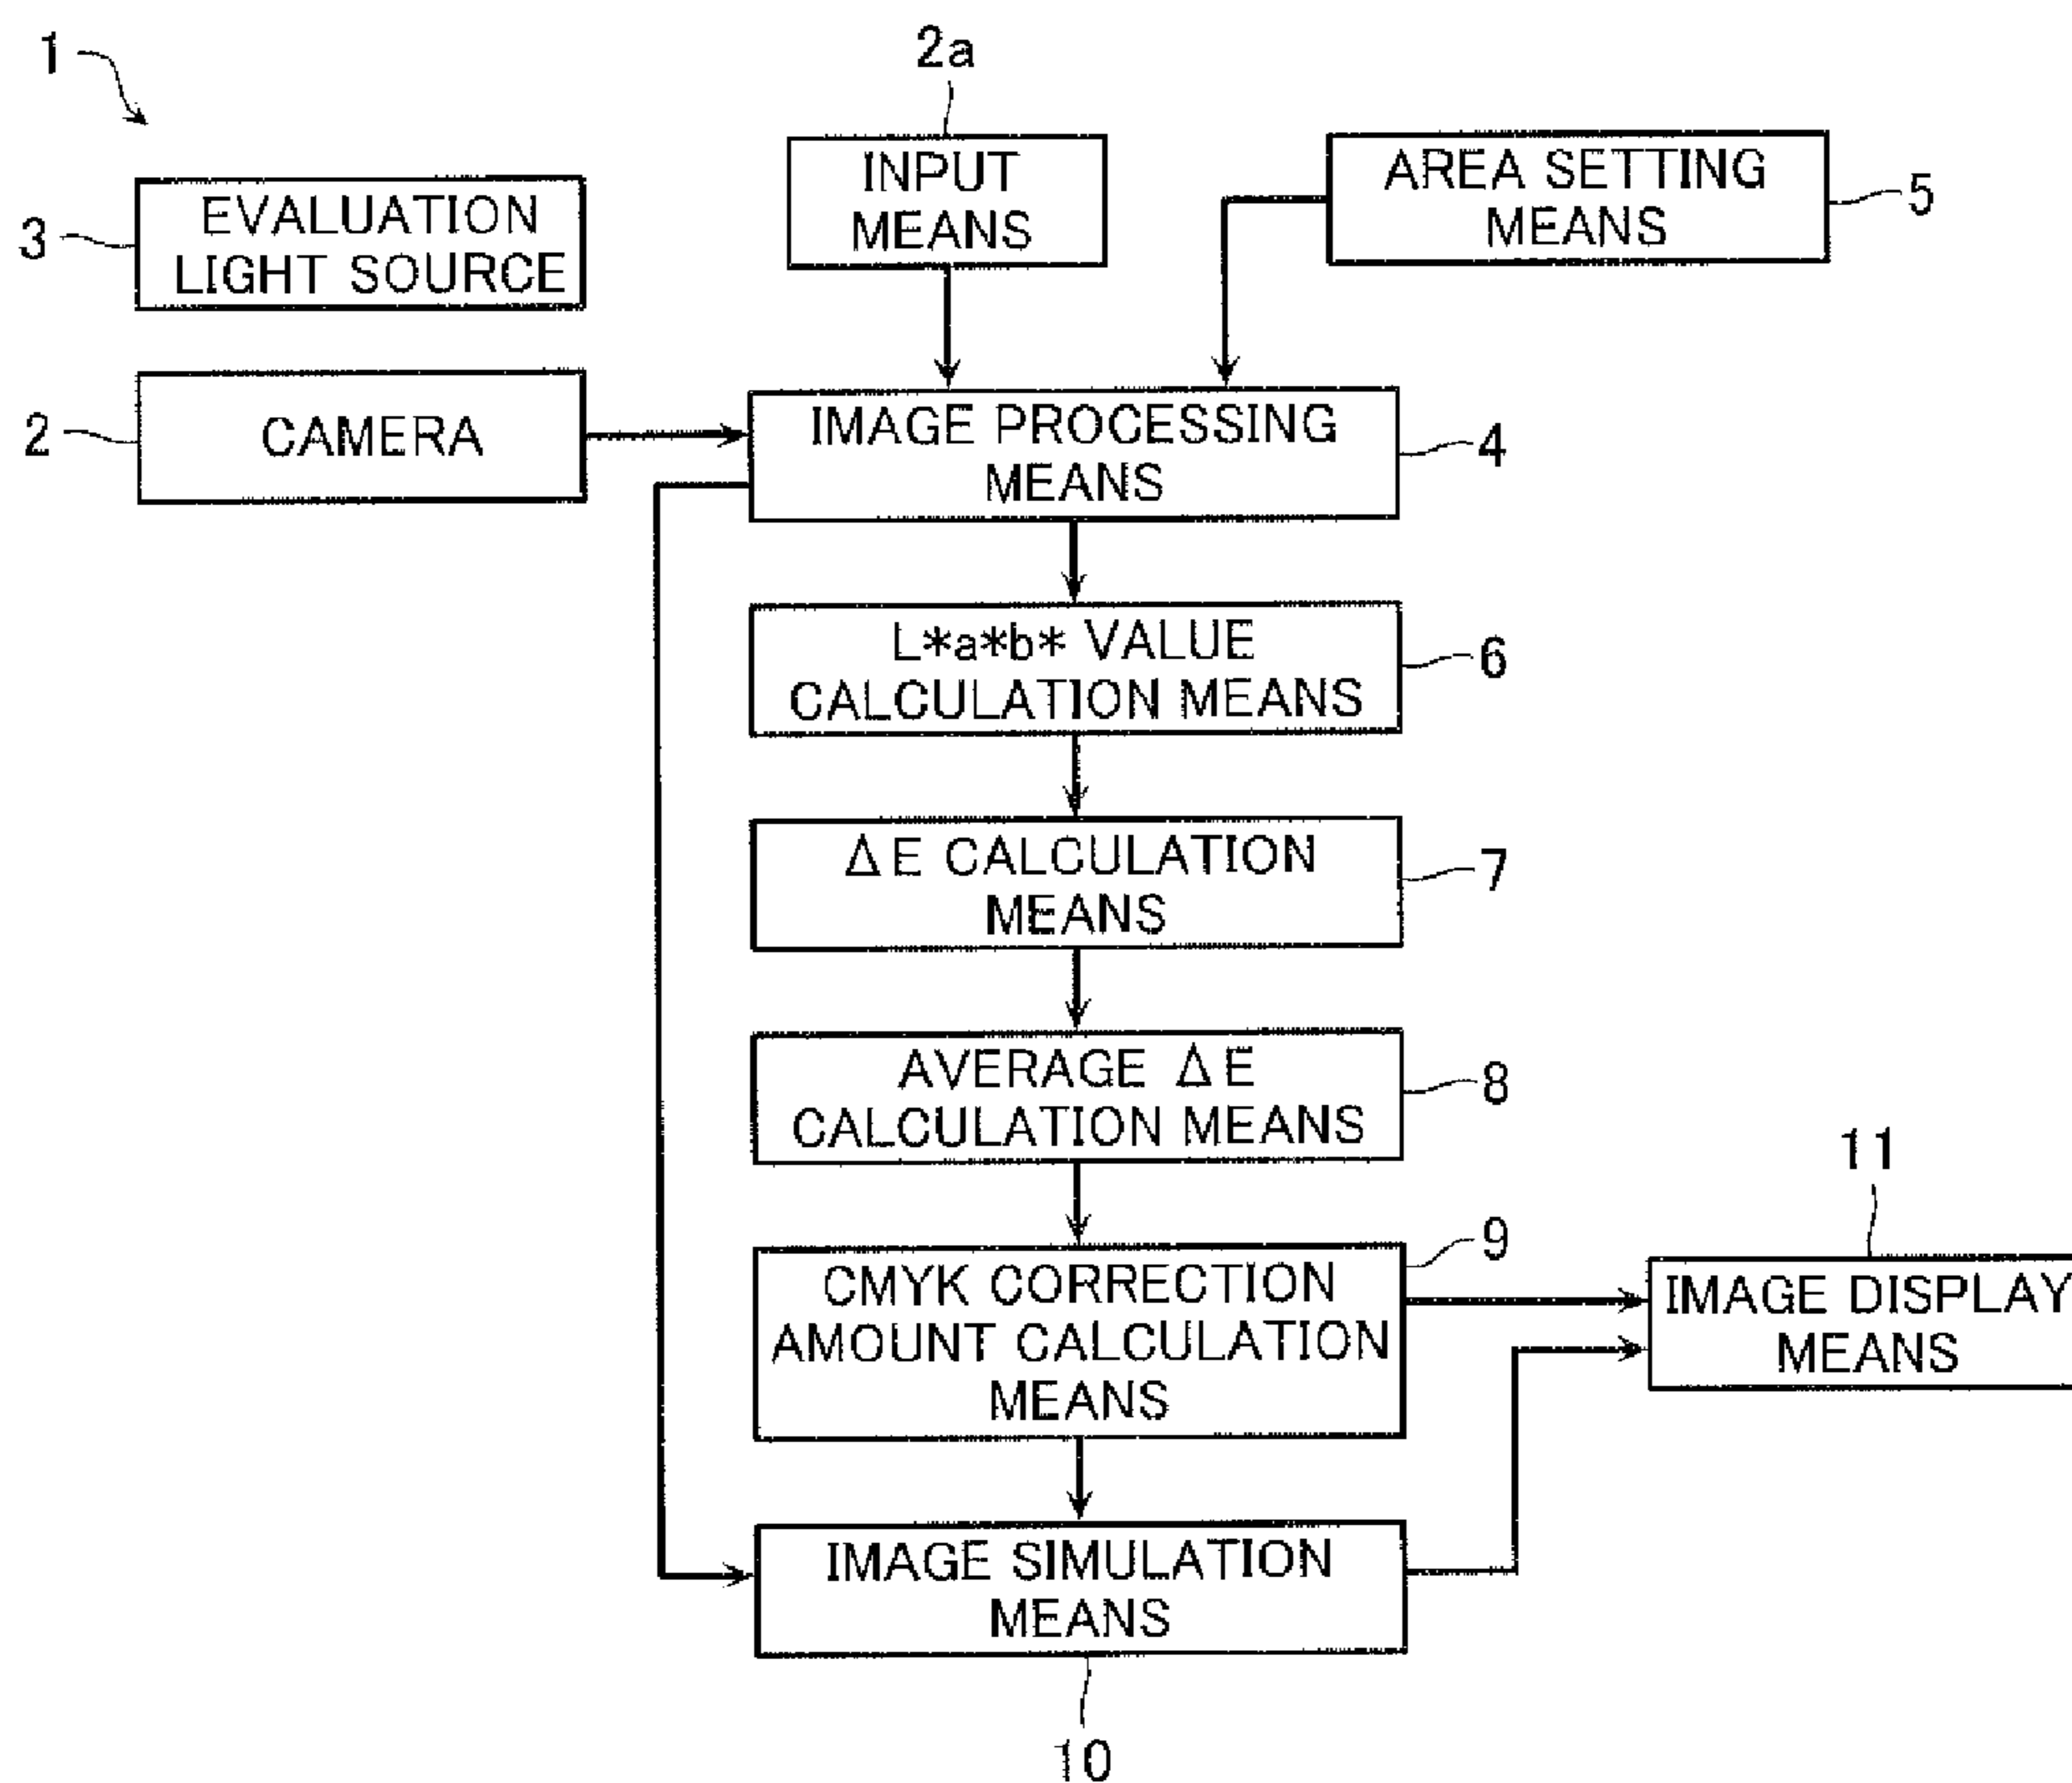 1
2a
INPUT
MEANS
AREA SETTING
MEANS
5
3
EVALUATION
LIGHT SOURCE
2
CAMERA
IMAGE PROCESSING
MEANS
4
L*a*b* VALUE
CALCULATION MEANS
6
ΔE CALCULATION
MEANS
7
AVERAGE ΔE
CALCULATION MEANS
8
CMYK CORRECTION
AMOUNT CALCULATION
MEANS
9
11
IMAGE DISPLAY
MEANS
IMAGE SIMULATION
MEANS
10